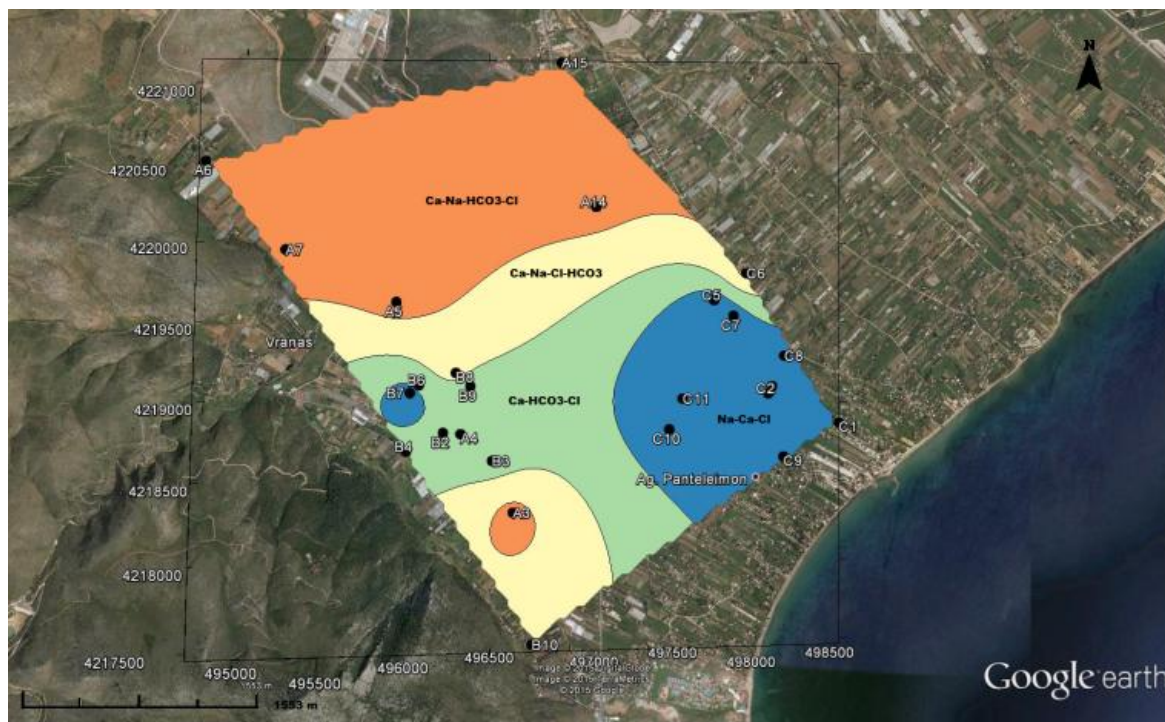 N
A15
4221000
4220500
A6
Ca-Na-HCO3-Cl
A14
4220000
A7
Ca-Na-Cl-HCO3
C6
C5
A5
C7
4219500
Vranas
C8
B8
B6
B9
B7
C2
C11
Ca-HCO3-Cl
4219000
Na-Ca-Cl
C1
B2
A4
C10
B4
B3
C9
4218500
Ag. Panteleimon
A3
4218000
B10
4217500
495000
495500
496000
496500
497000
497500
498000
498500
1553 m
1553 m
© 2015 Google
Google earth